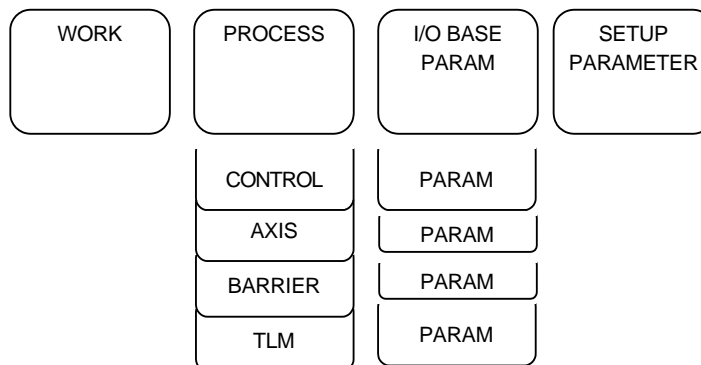 WORK
PROCESS
I/O BASE
PARAM
SETUP
PARAMETER
CONTROL
PARAM
AXIS
PARAM
BARRIER
PARAM
TLM
PARAM